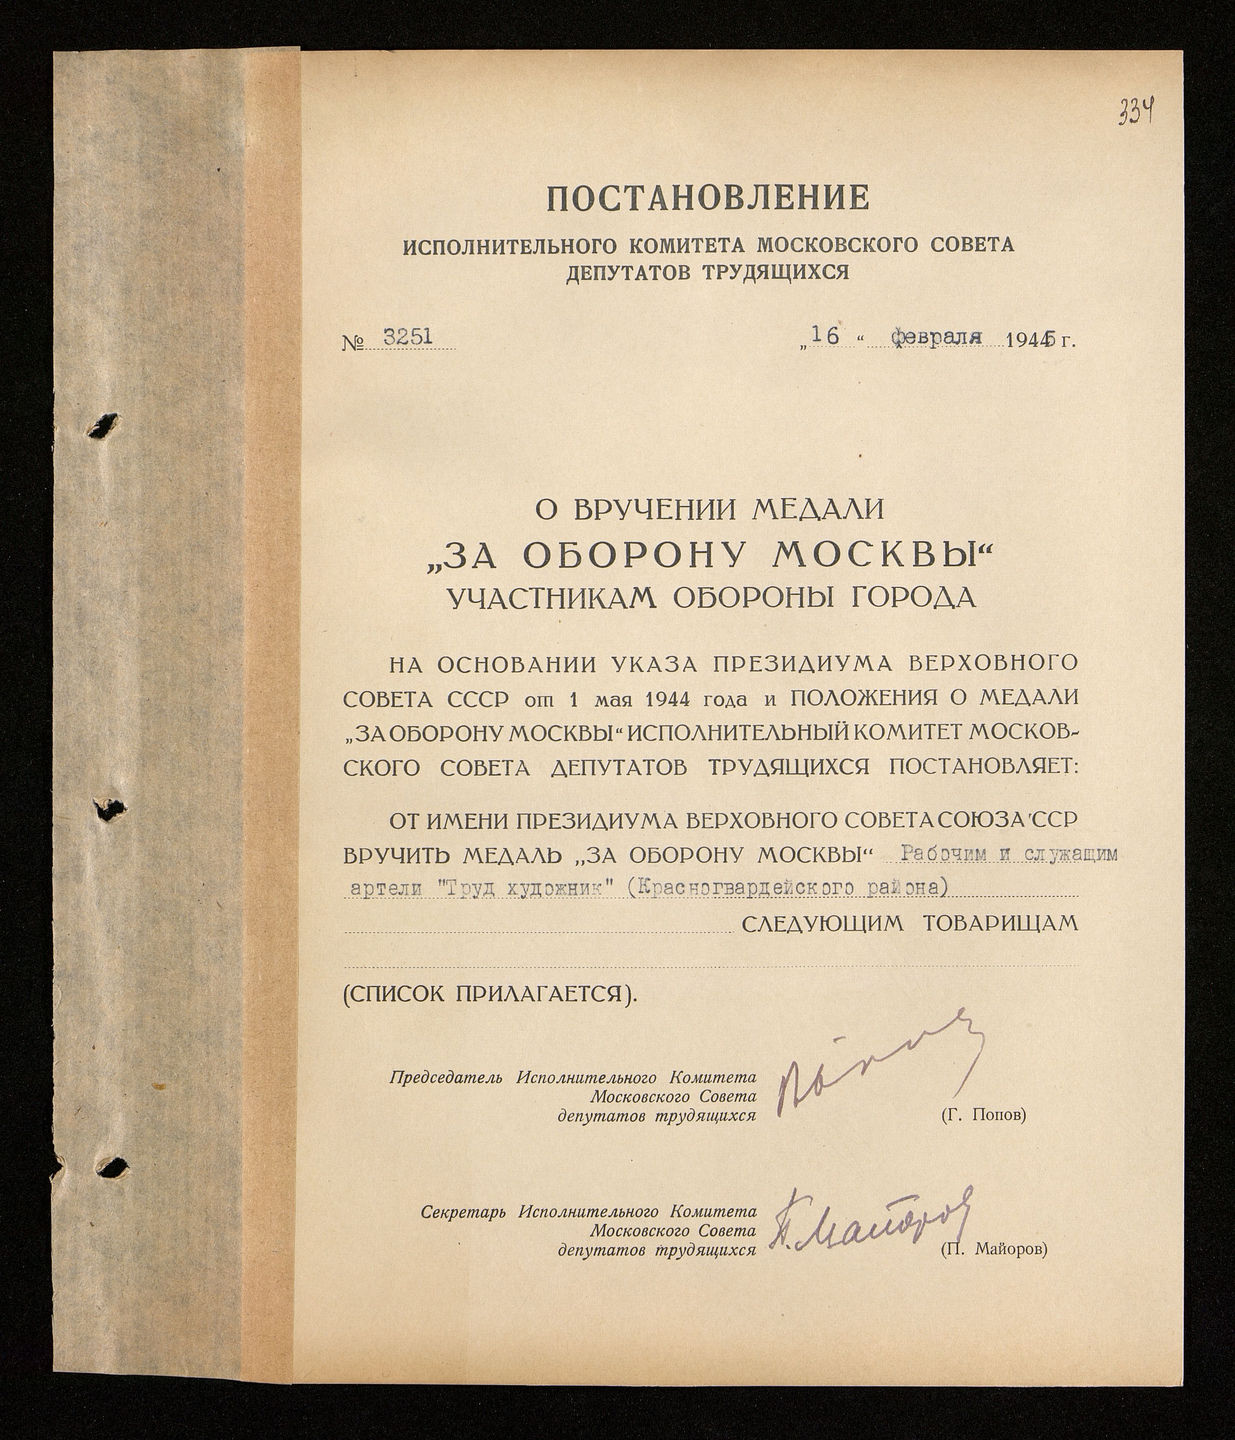 334
ПОСТАНОВЛЕНИЕ
ИСПОЛНИТЕЛЬНОГО КОМИТЕТА МОСКОВСКОГО СОВЕТА
ДЕПУТАТОВ ТРУДЯЩИХСЯ
№ 3251 „16“ февраля 1945 г.
О ВРУЧЕНИИ МЕДАЛИ
„ЗА ОБОРОНУ МОСКВЫ“
УЧАСТНИКАМ ОБОРОНЫ ГОРОДА
НА ОСНОВАНИИ УКАЗА ПРЕЗИДИУМА ВЕРХОВНОГО
СОВЕТА СССР от 1 мая 1944 года и ПОЛОЖЕНИЯ О МЕДАЛИ
„ЗА ОБОРОНУ МОСКВЫ“ ИСПОЛНИТЕЛЬНЫЙ КОМИТЕТ МОСКОВ-
СКОГО СОВЕТА ДЕПУТАТОВ ТРУДЯЩИХСЯ ПОСТАНОВЛЯЕТ:
ОТ ИМЕНИ ПРЕЗИДИУМА ВЕРХОВНОГО СОВЕТА СОЮЗА ССР
ВРУЧИТЬ МЕДАЛЬ „ЗА ОБОРОНУ МОСКВЫ“ Рабочим и служащим
артели "Труд художник" (Красногвардейского района)
СЛЕДУЮЩИМ ТОВАРИЩАМ
(СПИСОК ПРИЛАГАЕТСЯ).
Председатель Исполнительного Комитета
Московского Совета
депутатов трудящихся (Г. Попов)
Секретарь Исполнительного Комитета
Московского Совета П. Майоров
депутатов трудящихся (П. Майоров)